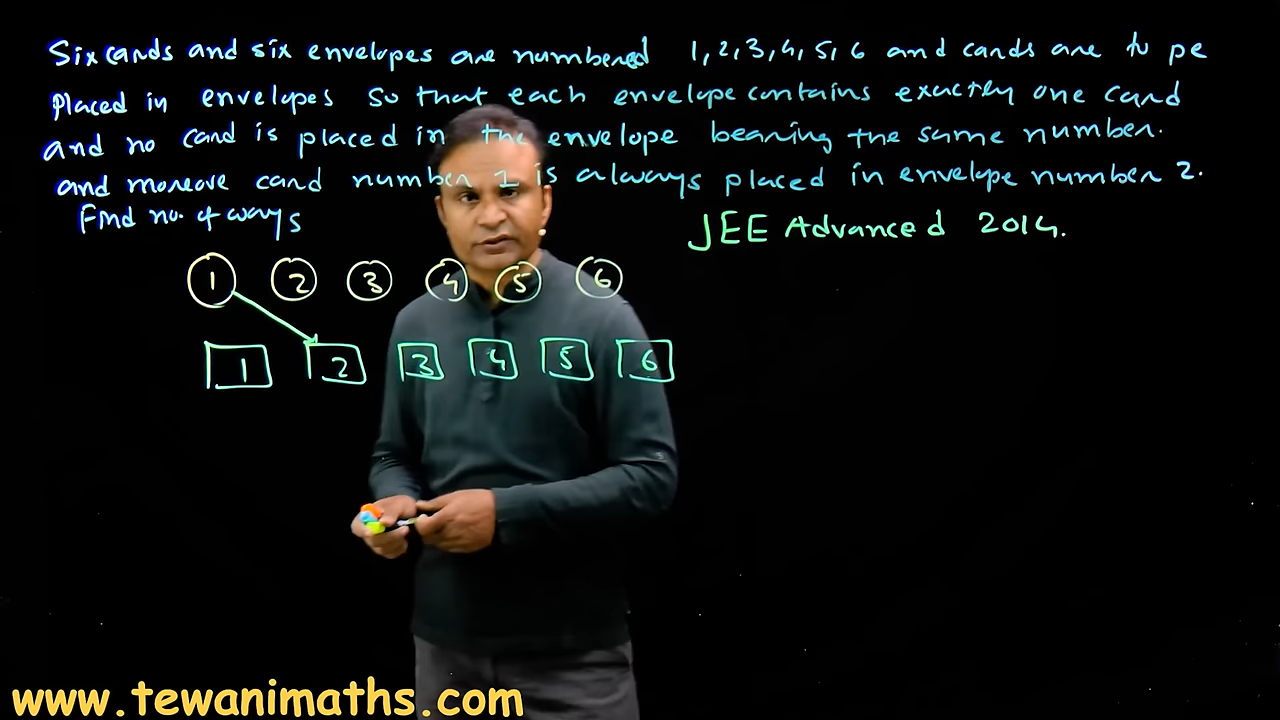 Six cards and six envelopes are numbered 1, 2, 3, 4, 5, 6 and cards are to pe
placed in envelopes so that each envelope contains exactly one card
and no card is placed in the envelope bearing the same number.
and moreove card number 1 is always placed in envelope number 2.
Find no. of ways
JEE Advanced 2014.
1 2 3 4 5 6
1 2 3 4 5 6
www.tewanimaths.com